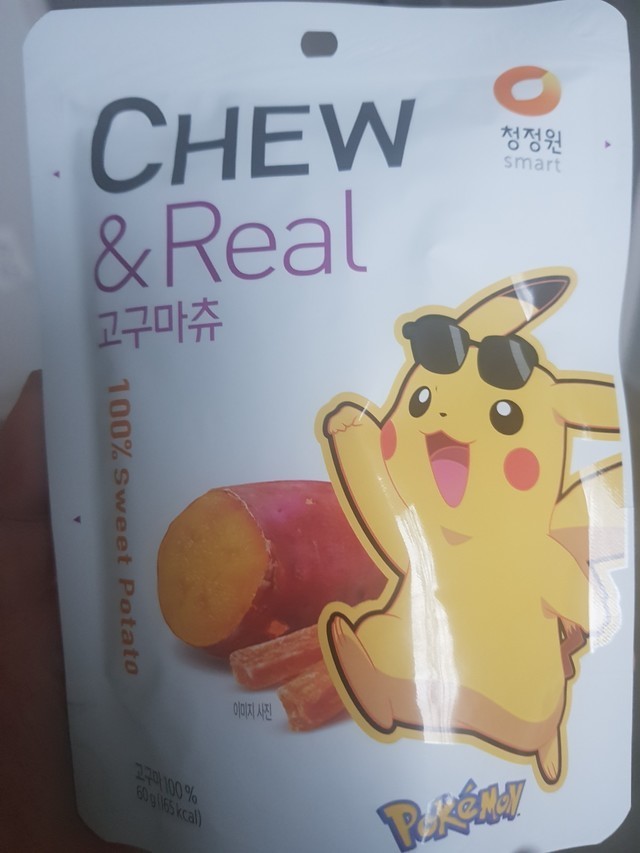 청정원
smart
CHEW
&Real
고구마츄
100% Sweet Potato
이미지 사진
고구마 100%
60g (165 kcal)
POKéMON